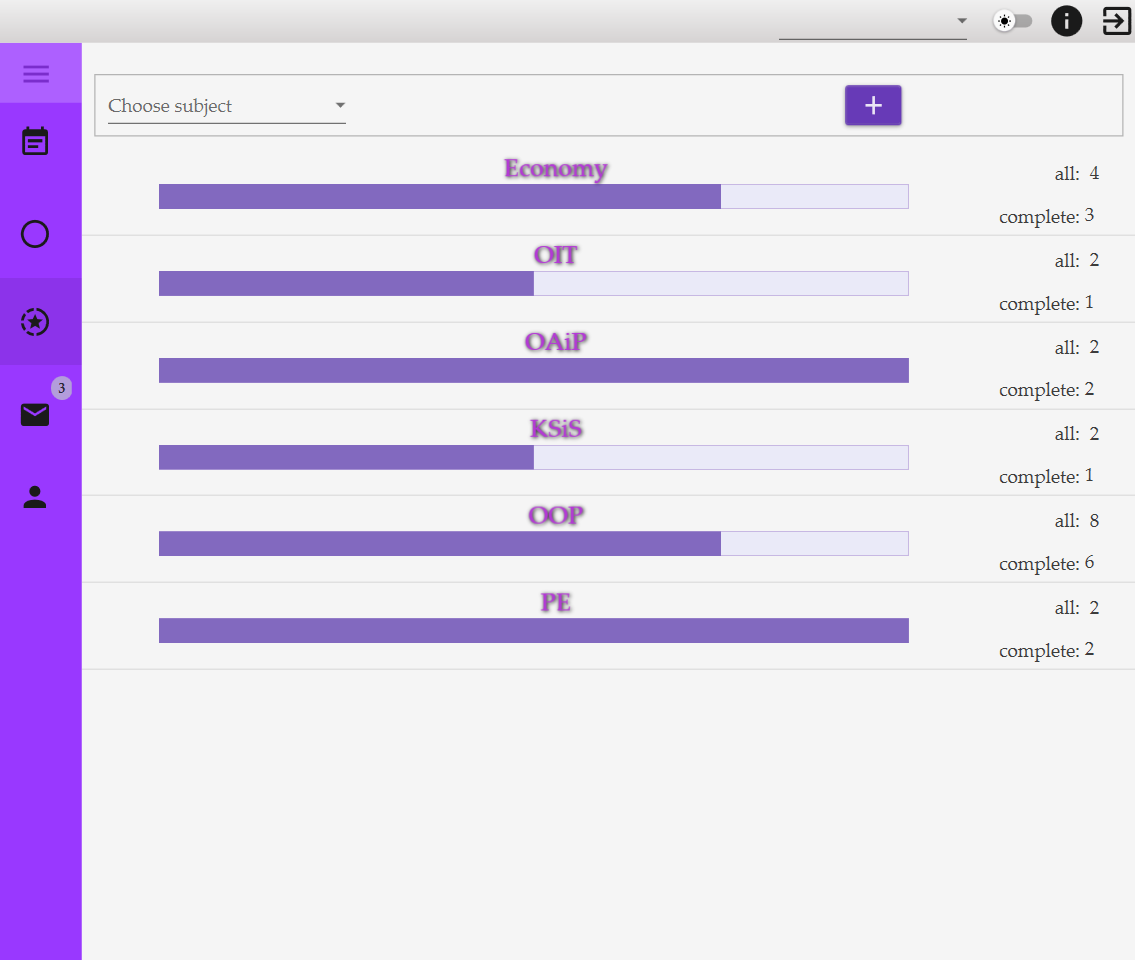 Choose subject
+
Economy
all: 4
complete: 3
OIT
all: 2
complete: 1
OAiP
all: 2
complete: 2
3
KSiS
all: 2
complete: 1
OOP
all: 8
complete: 6
PE
all: 2
complete: 2